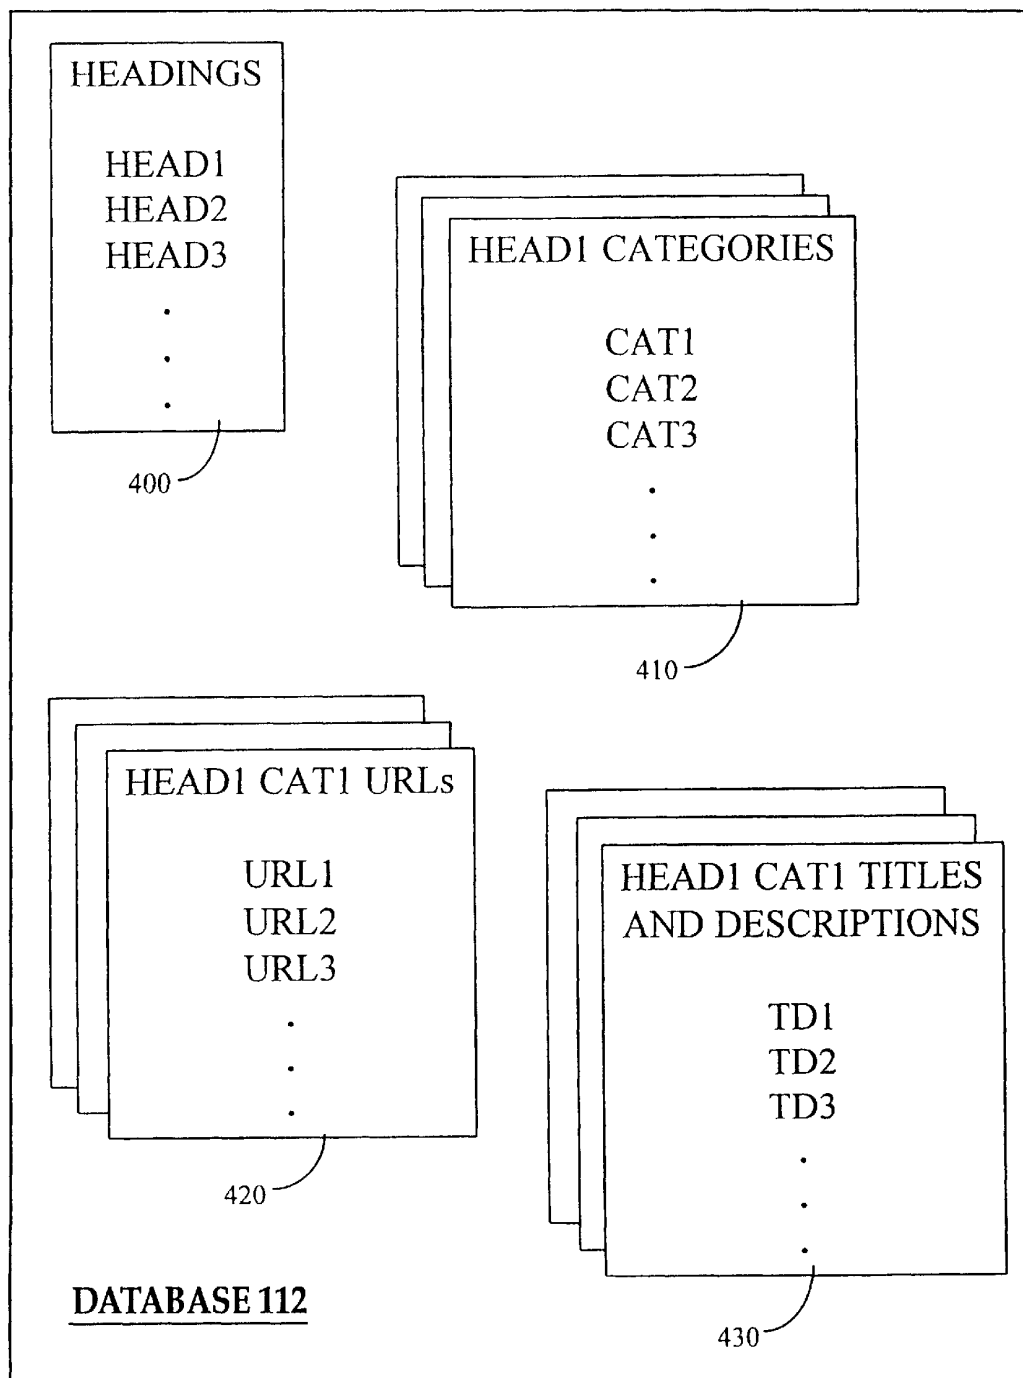 HEADINGS
HEAD1
HEAD2
HEAD3
.
.
.
400
HEAD1 CATEGORIES
CAT1
CAT2
CAT3
.
.
.
410
HEAD1 CAT1 URLs
URL1
URL2
URL3
.
.
.
420
HEAD1 CAT1 TITLES
AND DESCRIPTIONS
TD1
TD2
TD3
.
.
.
430
DATABASE 112